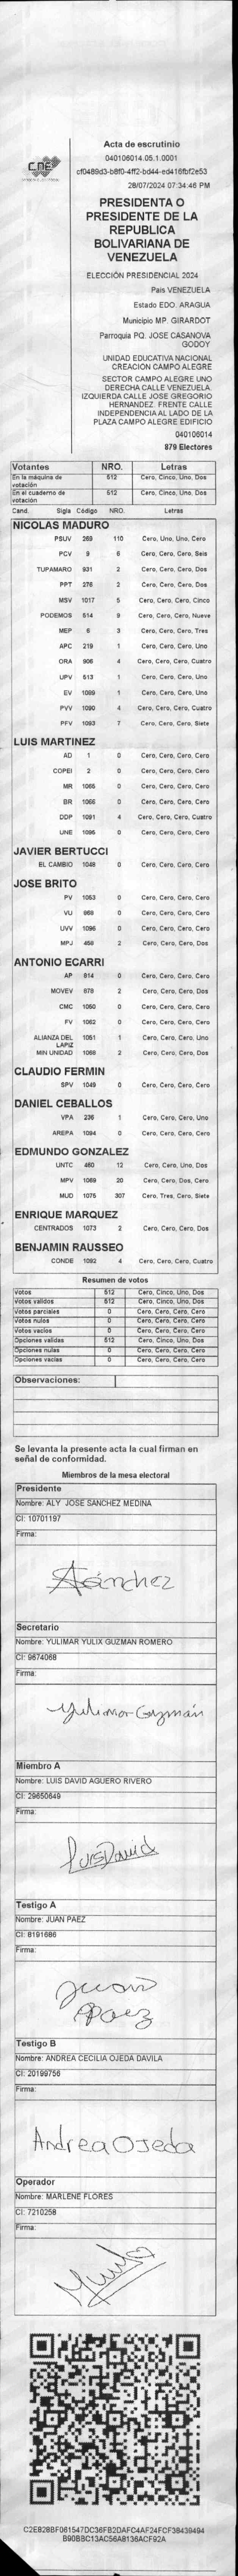 CNE
Acta de escrutinio
040106014.05.1.0001
cf0489d3-b8f0-4ff2-bd44-ed416fbf2e53
28/07/2024 07:34:46 PM
PRESIDENTA O
PRESIDENTE DE LA
REPUBLICA
BOLIVARIANA DE
VENEZUELA
ELECCIÓN PRESIDENCIAL 2024
Pais VENEZUELA
Estado EDO. ARAGUA
Municipio MP. GIRARDOT
Parroquia PQ. JOSE CASANOVA
GODOY
UNIDAD EDUCATIVA NACIONAL
CREACION CAMPO ALEGRE
SECTOR CAMPO ALEGRE UNO
DERECHA CALLE VENEZUELA.
IZQUIERDA CALLE JOSE GREGORIO
HERNANDEZ. FRENTE CALLE
INDEPENDENCIA AL LADO DE LA
PLAZA CAMPO ALEGRE EDIFICIO
040106014
879 Electores
Votantes NRO. Letras
En la máquina de votación 512 Cero, Cinco, Uno, Dos
En el cuaderno de votación 512 Cero, Cinco, Uno, Dos
Cand. Sigla Código NRO. Letras
NICOLAS MADURO
PSUV 269 110 Cero, Uno, Uno, Cero
PCV 9 6 Cero, Cero, Cero, Seis
TUPAMARO 931 2 Cero, Cero, Cero, Dos
PPT 276 2 Cero, Cero, Cero, Dos
MSV 1017 5 Cero, Cero, Cero, Cinco
PODEMOS 514 9 Cero, Cero, Cero, Nueve
MEP 6 3 Cero, Cero, Cero, Tres
APC 219 1 Cero, Cero, Cero, Uno
ORA 906 4 Cero, Cero, Cero, Cuatro
UPV 513 1 Cero, Cero, Cero, Uno
EV 1089 1 Cero, Cero, Cero, Uno
PVV 1090 4 Cero, Cero, Cero, Cuatro
PFV 1093 7 Cero, Cero, Cero, Siete
LUIS MARTINEZ
AD 1 0 Cero, Cero, Cero, Cero
COPEI 2 0 Cero, Cero, Cero, Cero
MR 1065 0 Cero, Cero, Cero, Cero
BR 1066 0 Cero, Cero, Cero, Cero
DDP 1091 4 Cero, Cero, Cero, Cuatro
UNE 1095 0 Cero, Cero, Cero, Cero
JAVIER BERTUCCI
EL CAMBIO 1048 0 Cero, Cero, Cero, Cero
JOSE BRITO
PV 1053 0 Cero, Cero, Cero, Cero
VU 868 0 Cero, Cero, Cero, Cero
UVV 1096 0 Cero, Cero, Cero, Cero
MPJ 458 2 Cero, Cero, Cero, Dos
ANTONIO ECARRI
AP 814 0 Cero, Cero, Cero, Cero
MOVEV 678 2 Cero, Cero, Cero, Dos
CMC 1050 0 Cero, Cero, Cero, Cero
FV 1062 0 Cero, Cero, Cero, Cero
ALIANZA DEL LAPIZ 1051 1 Cero, Cero, Cero, Uno
MIN UNIDAD 1068 2 Cero, Cero, Cero, Dos
CLAUDIO FERMIN
SPV 1049 0 Cero, Cero, Cero, Cero
DANIEL CEBALLOS
VPA 236 1 Cero, Cero, Cero, Uno
AREPA 1094 0 Cero, Cero, Cero, Cero
EDMUNDO GONZALEZ
UNTC 460 12 Cero, Cero, Uno, Dos
MPV 1069 20 Cero, Cero, Dos, Cero
MUD 1075 307 Cero, Tres, Cero, Siete
ENRIQUE MARQUEZ
CENTRADOS 1073 2 Cero, Cero, Cero, Dos
BENJAMIN RAUSSEO
CONDE 1092 4 Cero, Cero, Cero, Cuatro
Resumen de votos
Votos 512 Cero, Cinco, Uno, Dos
Votos validos 512 Cero, Cinco, Uno, Dos
Votos parciales 0 Cero, Cero, Cero, Cero
Votos nulos 0 Cero, Cero, Cero, Cero
Votos vacios 0 Cero, Cero, Cero, Cero
Opciones validas 512 Cero, Cinco, Uno, Dos
Opciones nulas 0 Cero, Cero, Cero, Cero
Opciones vacias 0 Cero, Cero, Cero, Cero
Observaciones:
Se levanta la presente acta la cual firman en
señal de conformidad.
Miembros de la mesa electoral
Presidente
Nombre: ALY JOSE SANCHEZ MEDINA
CI: 10701197
Firma:
Sánchez
Secretario
Nombre: YULIMAR YULIX GUZMAN ROMERO
CI: 9674068
Firma:
Yulimar Guzmán
Miembro A
Nombre: LUIS DAVID AGUERO RIVERO
CI: 29650649
Firma:
Luis David
Testigo A
Nombre: JUAN PAEZ
CI: 8191686
Firma:
Juan
Paez
Testigo B
Nombre: ANDREA CECILIA OJEDA DAVILA
CI: 20199756
Firma:
Andrea Ojeda
Operador
Nombre: MARLENE FLORES
CI: 7210258
Firma:
C2E828BF061547DC36FB2DAFC4AF24FCF38439494
B90BBC13AC56A8136ACF92A